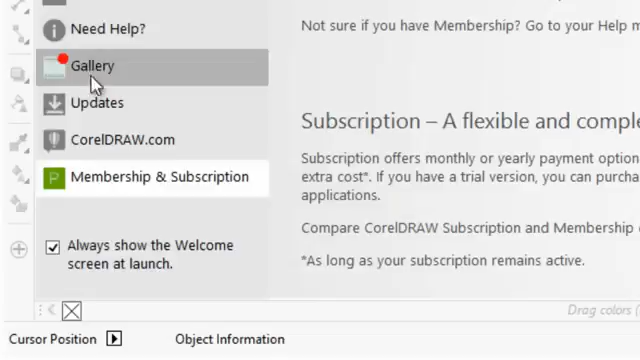 Need Help?
Not sure if you have Membership? Go to your Help
Gallery
Updates
Subscription – A flexible and
CorelDRAW.com
Subscription offers monthly or yearly payment
Membership & Subscription
extra cost*. If you have a trial version, you can
applications.
Compare CorelDRAW Subscription and Membership
Always show the Welcome
screen at launch.
*As long as your subscription remains active.
Drag colors
Cursor Position
Object Information